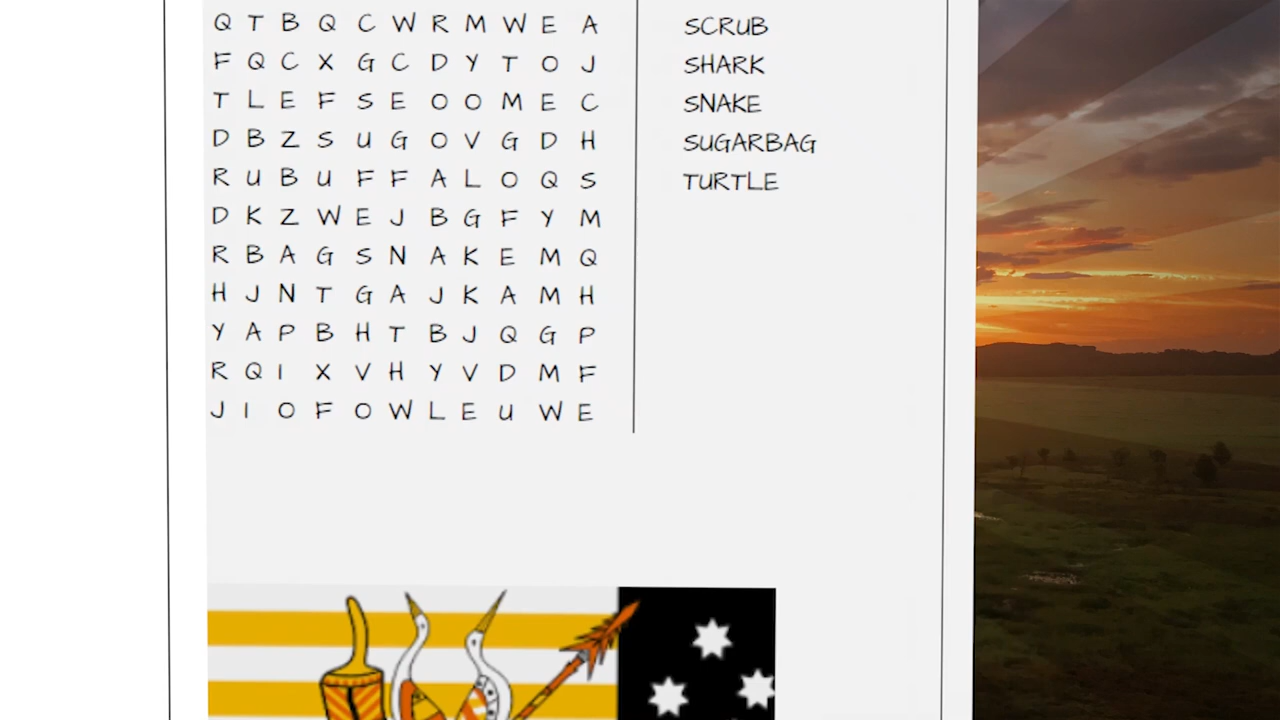 Q T B Q C W R M W E A
F Q C X G C D Y T O J
T L E F S E O O M E C
D B Z S U G O V G D H
R U B U F F A L O Q S
D K Z W E J B G F Y M
R B A G S N A K E M Q
H J N T G A J K A M H
Y A P B H T B J Q G P
R Q I X V H Y V D M F
J I O F O W L E U W E
SCRUB
SHARK
SNAKE
SUGARBAG
TURTLE